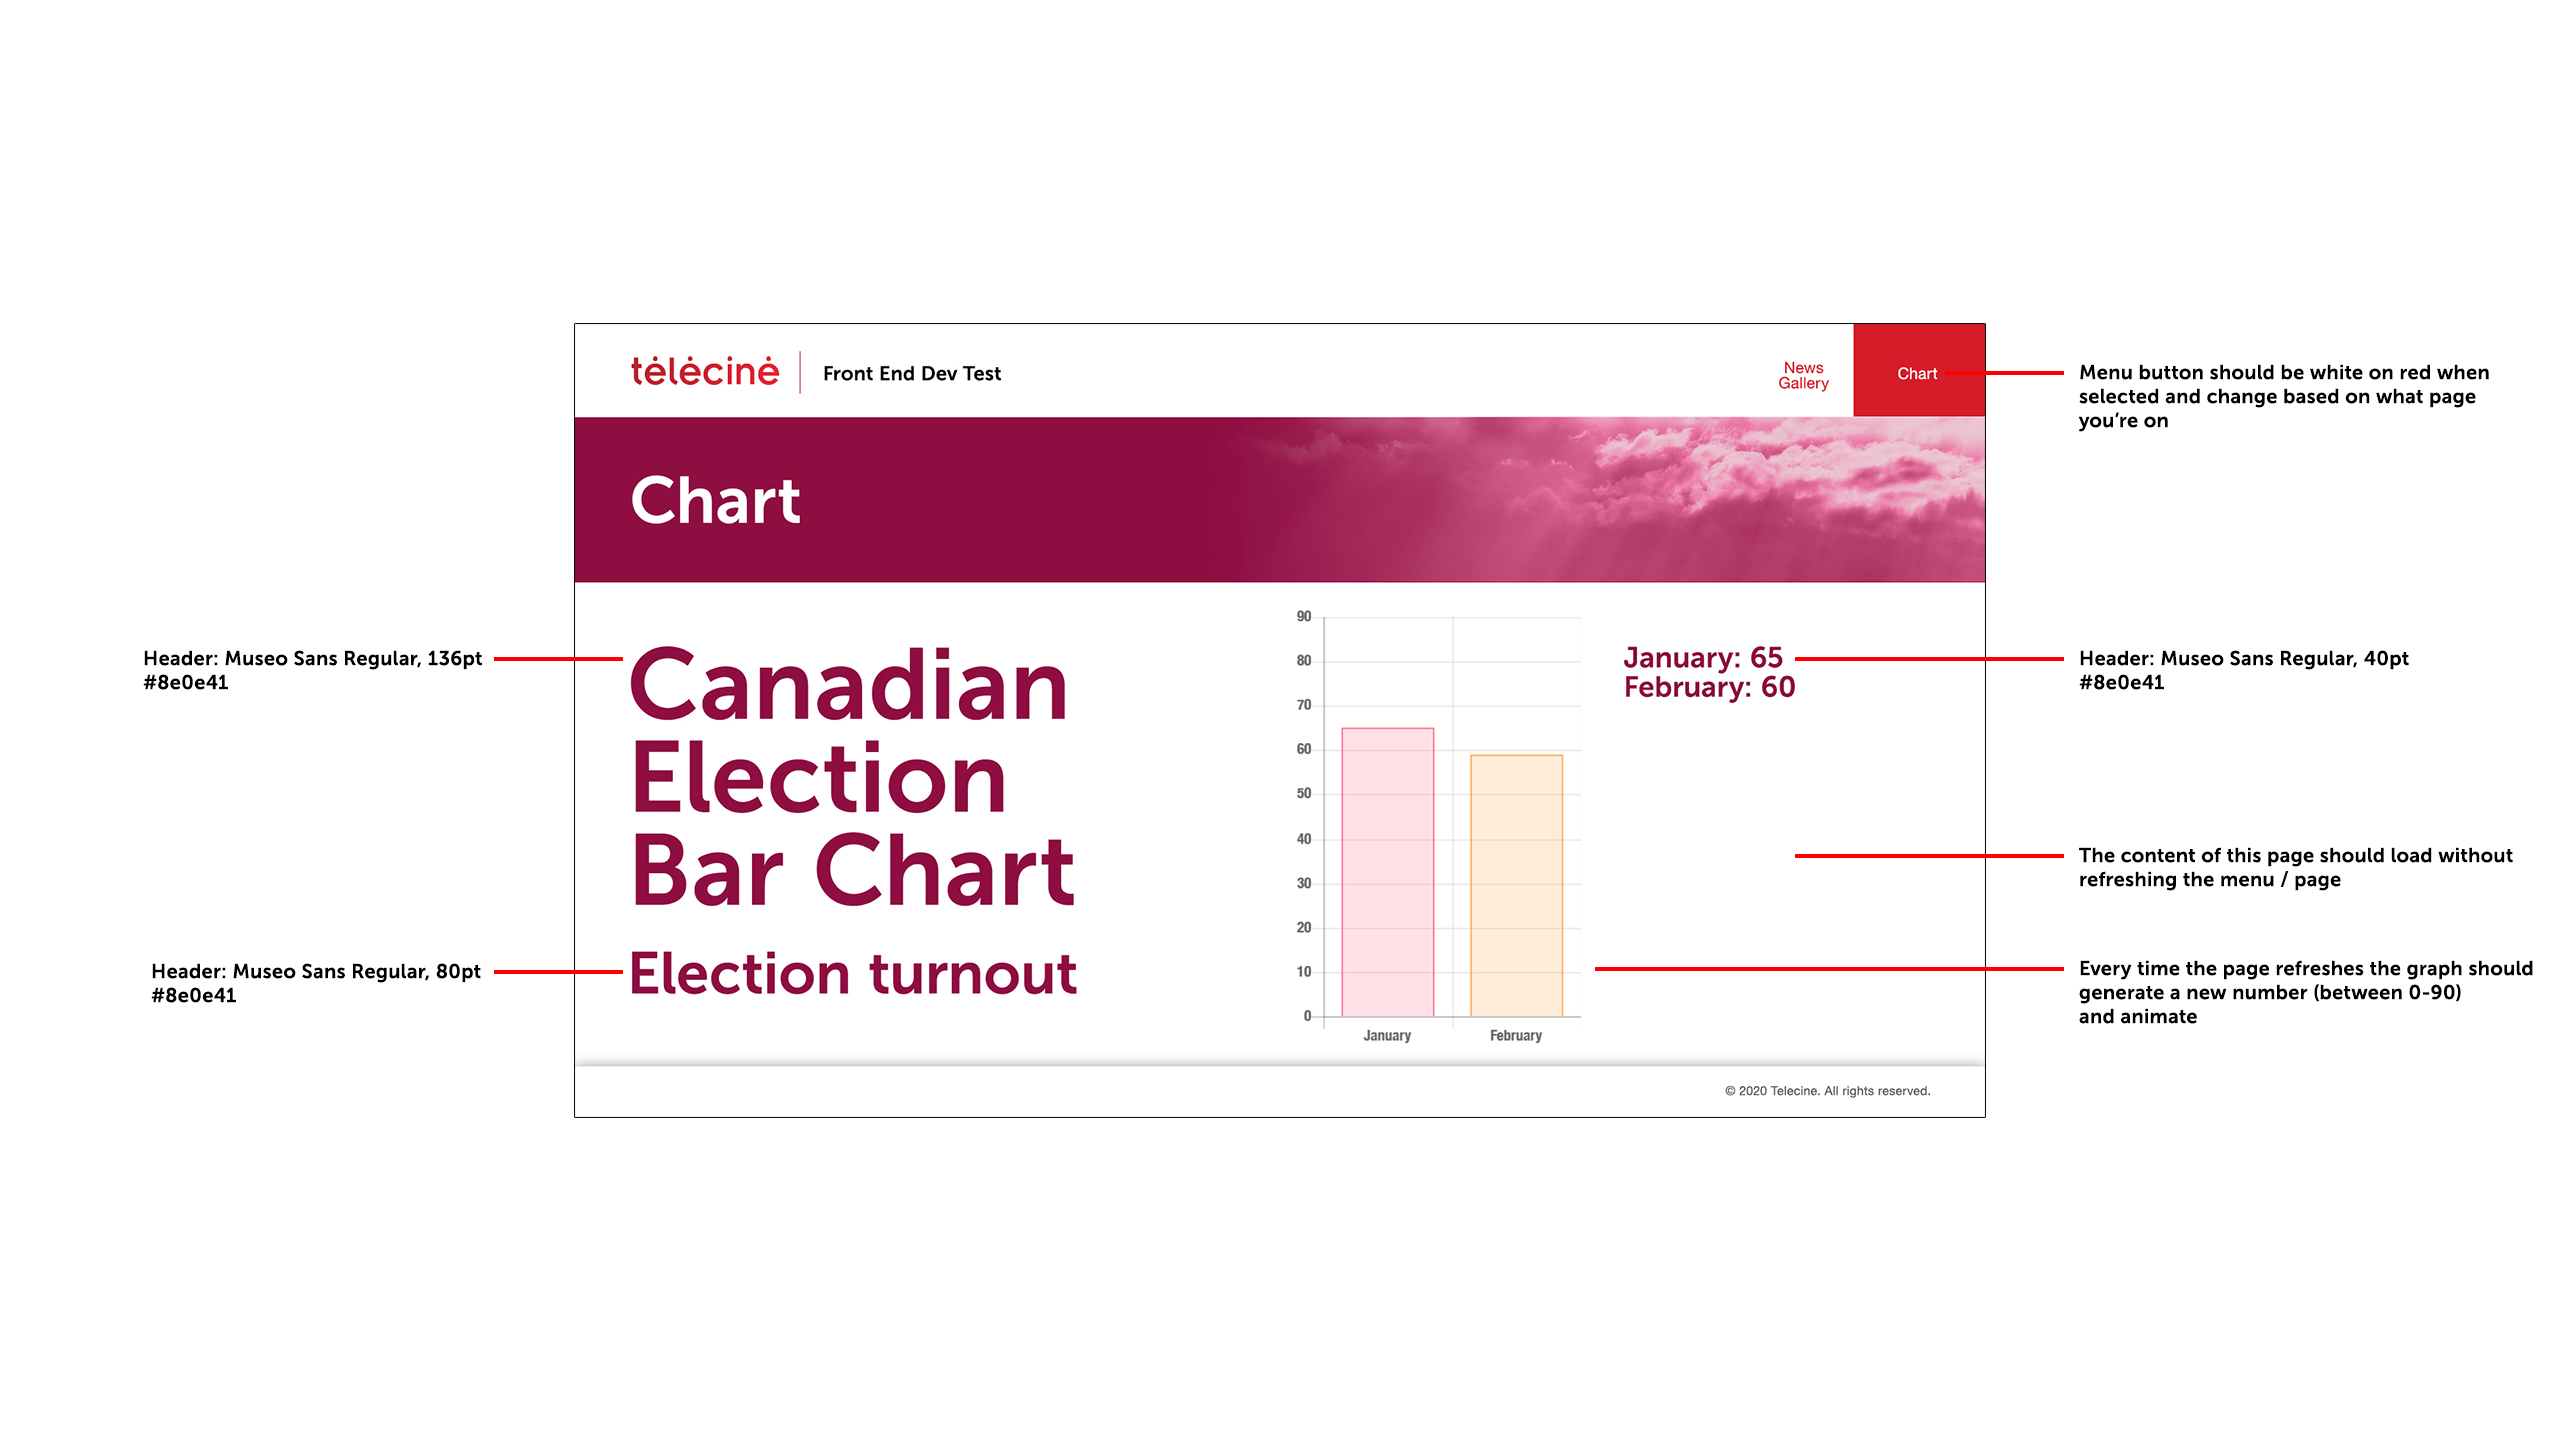 tėlėcinė
Front End Dev Test
News
Gallery
Chart
Menu button should be white on red when
selected and change based on what page
you're on
Chart
Header: Museo Sans Regular, 136pt
#8e0e41
Canadian
Election
Bar Chart
Header: Museo Sans Regular, 80pt
#8e0e41
Election turnout
90
80
70
60
50
40
30
20
10
0
January
February
January: 65
February: 60
Header: Museo Sans Regular, 40pt
#8e0e41
The content of this page should load without
refreshing the menu / page
Every time the page refreshes the graph should
generate a new number (between 0-90)
and animate
© 2020 Telecine. All rights reserved.